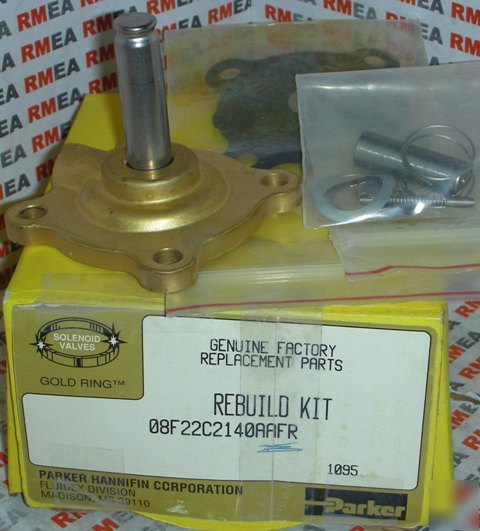 SOLENOID
VALVES
GOLD RING™
GENUINE FACTORY
REPLACEMENT PARTS
REBUILD KIT
08F22C2140AAFR
1095
PARKER HANNIFIN CORPORATION
FLUIDEX DIVISION
MADISON, MS 39110
Parker
RMEA